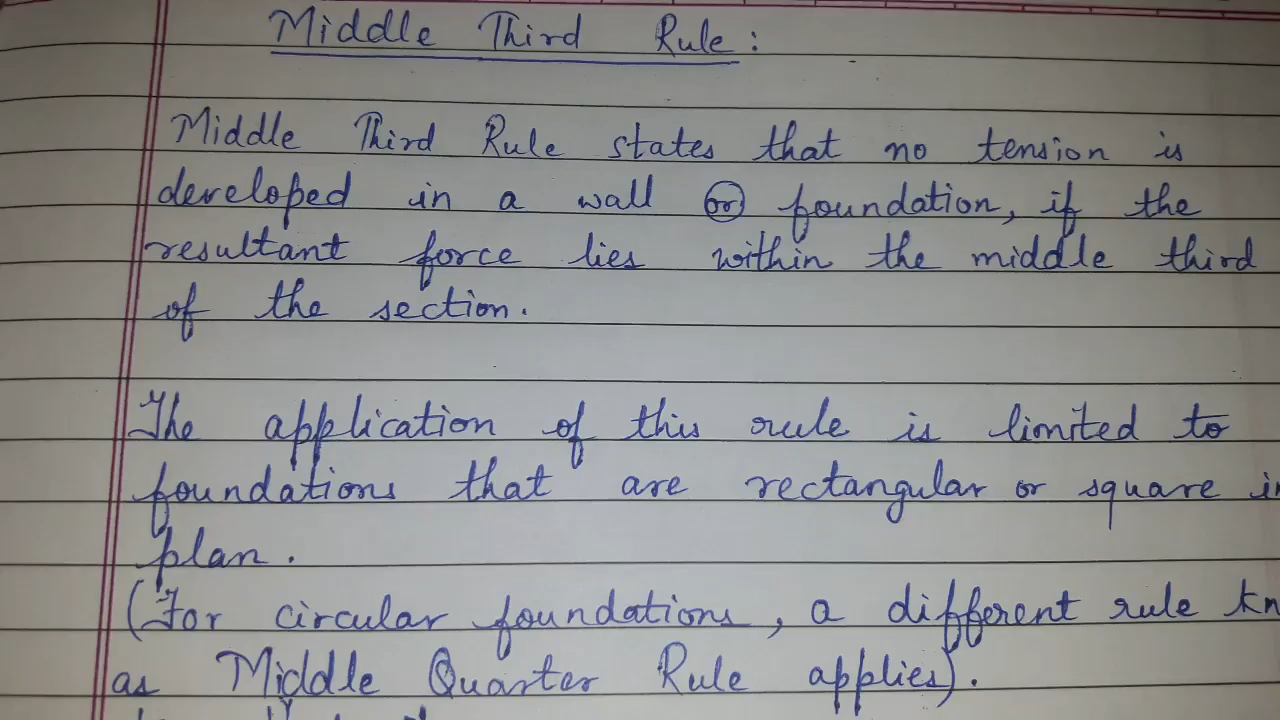 Middle Third Rule:
Middle Third Rule states that no tension is
developed in a wall or foundation, if the
resultant force lies within the middle third
of the section.
The application of this rule is limited to
foundations that are rectangular or square in
plan.
(For circular foundations, a different rule kn
as Middle Quarter Rule applies).